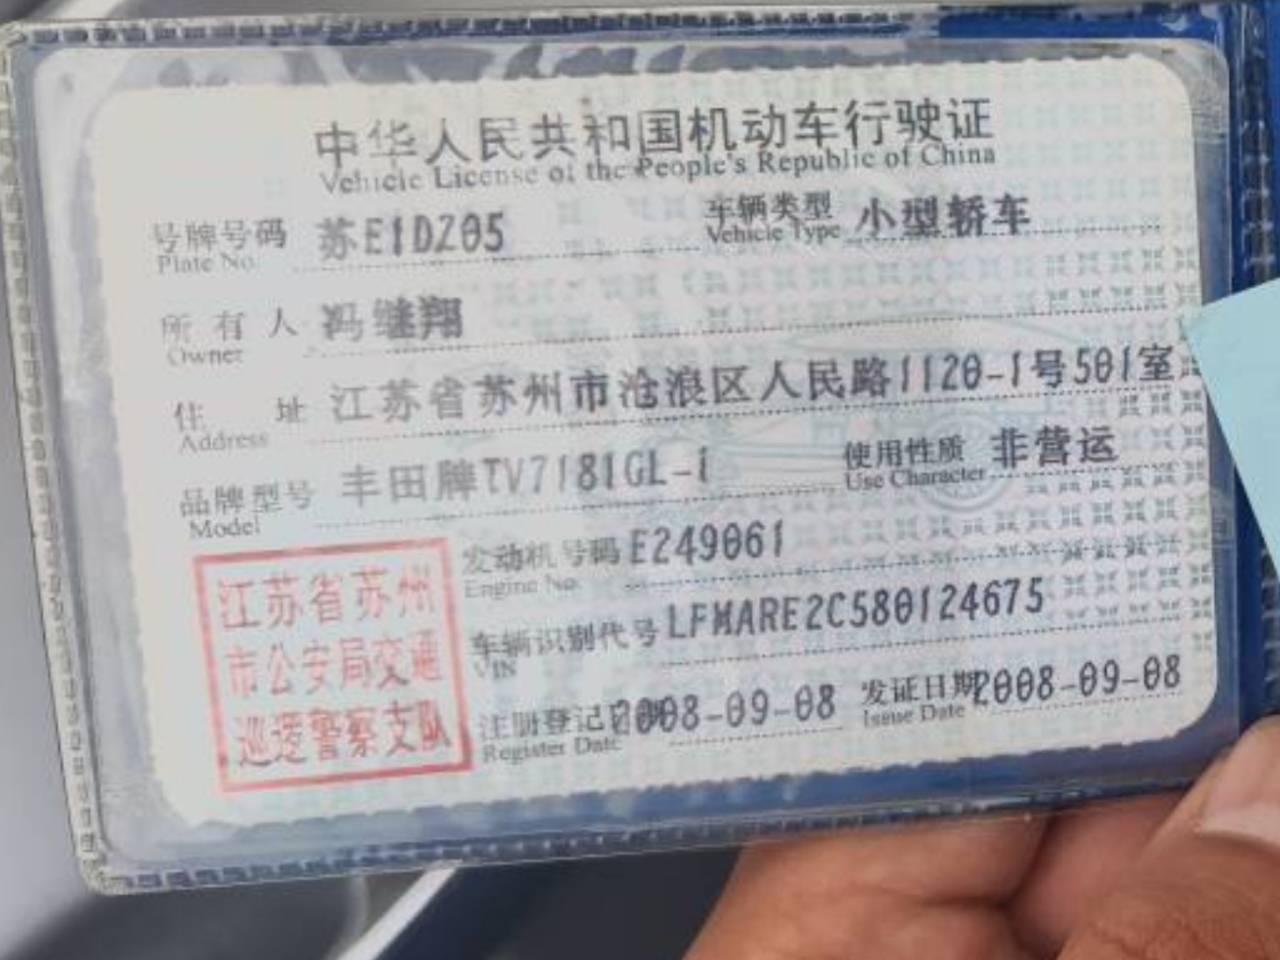 中华人民共和国机动车行驶证
Vehicle License of the People's Republic of China
号牌号码 苏E1DZ05 车辆类型 小型轿车
Plate No. Vehicle Type
所有人 冯继翔
Owner
住址 江苏省苏州市沧浪区人民路1120-1号501室
Address
品牌型号 丰田牌TV7181GL-i 使用性质 非营运
Model Use Character
发动机号码 E249061
Engine No.
车辆识别代号 LFMARE2C580124675
VIN
注册登记日期 2008-09-08 发证日期 2008-09-08
Register Date Issue Date
江苏省苏州
市公安局交通
巡逻警察支队